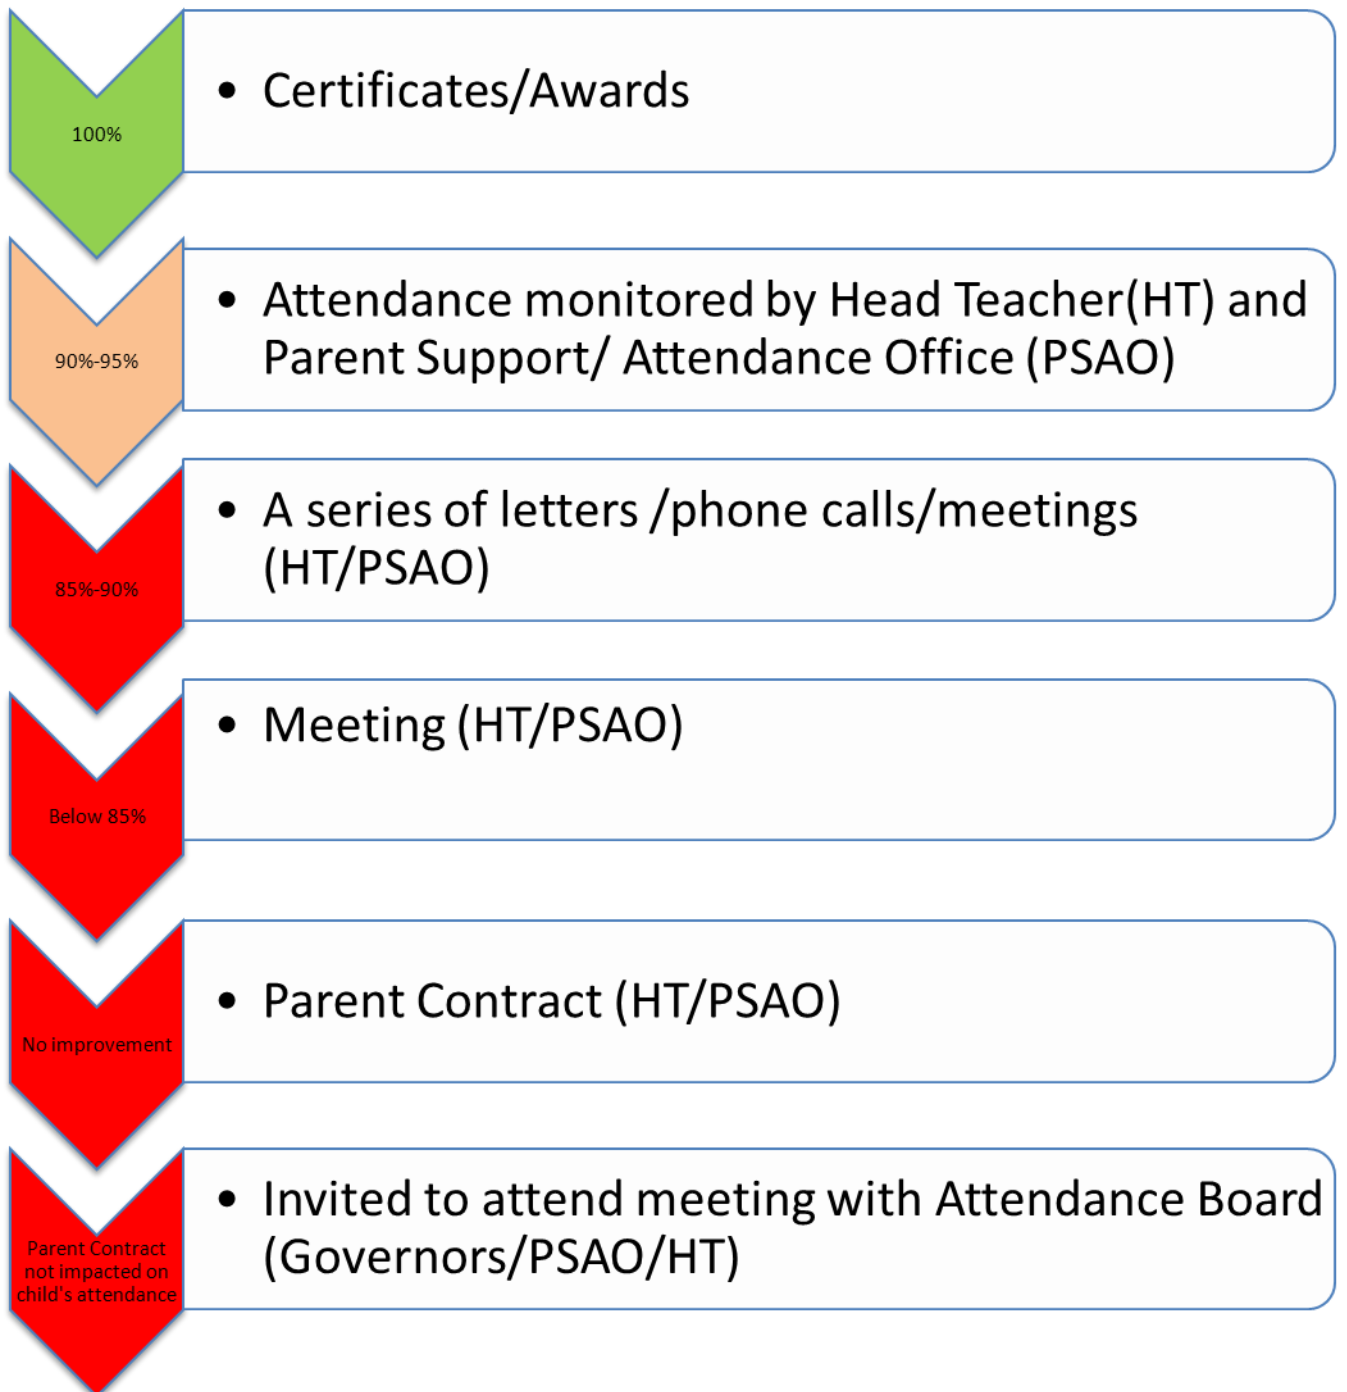 100%
• Certificates/Awards
90%-95%
• Attendance monitored by Head Teacher(HT) and
Parent Support/ Attendance Office (PSAO)
85%-90%
• A series of letters /phone calls/meetings
(HT/PSAO)
Below 85%
• Meeting (HT/PSAO)
No improvement
• Parent Contract (HT/PSAO)
Parent Contract
not impacted on
child's attendance
• Invited to attend meeting with Attendance Board
(Governors/PSAO/HT)